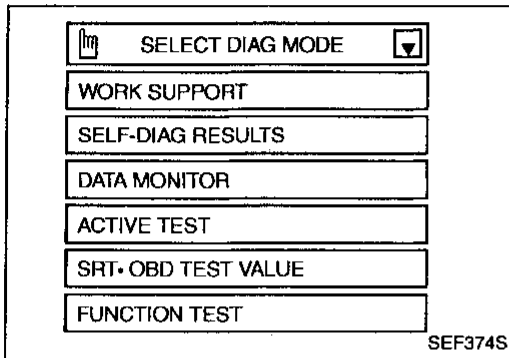 SELECT DIAG MODE
WORK SUPPORT
SELF-DIAG RESULTS
DATA MONITOR
ACTIVE TEST
SRT• OBD TEST VALUE
FUNCTION TEST
SEF374S